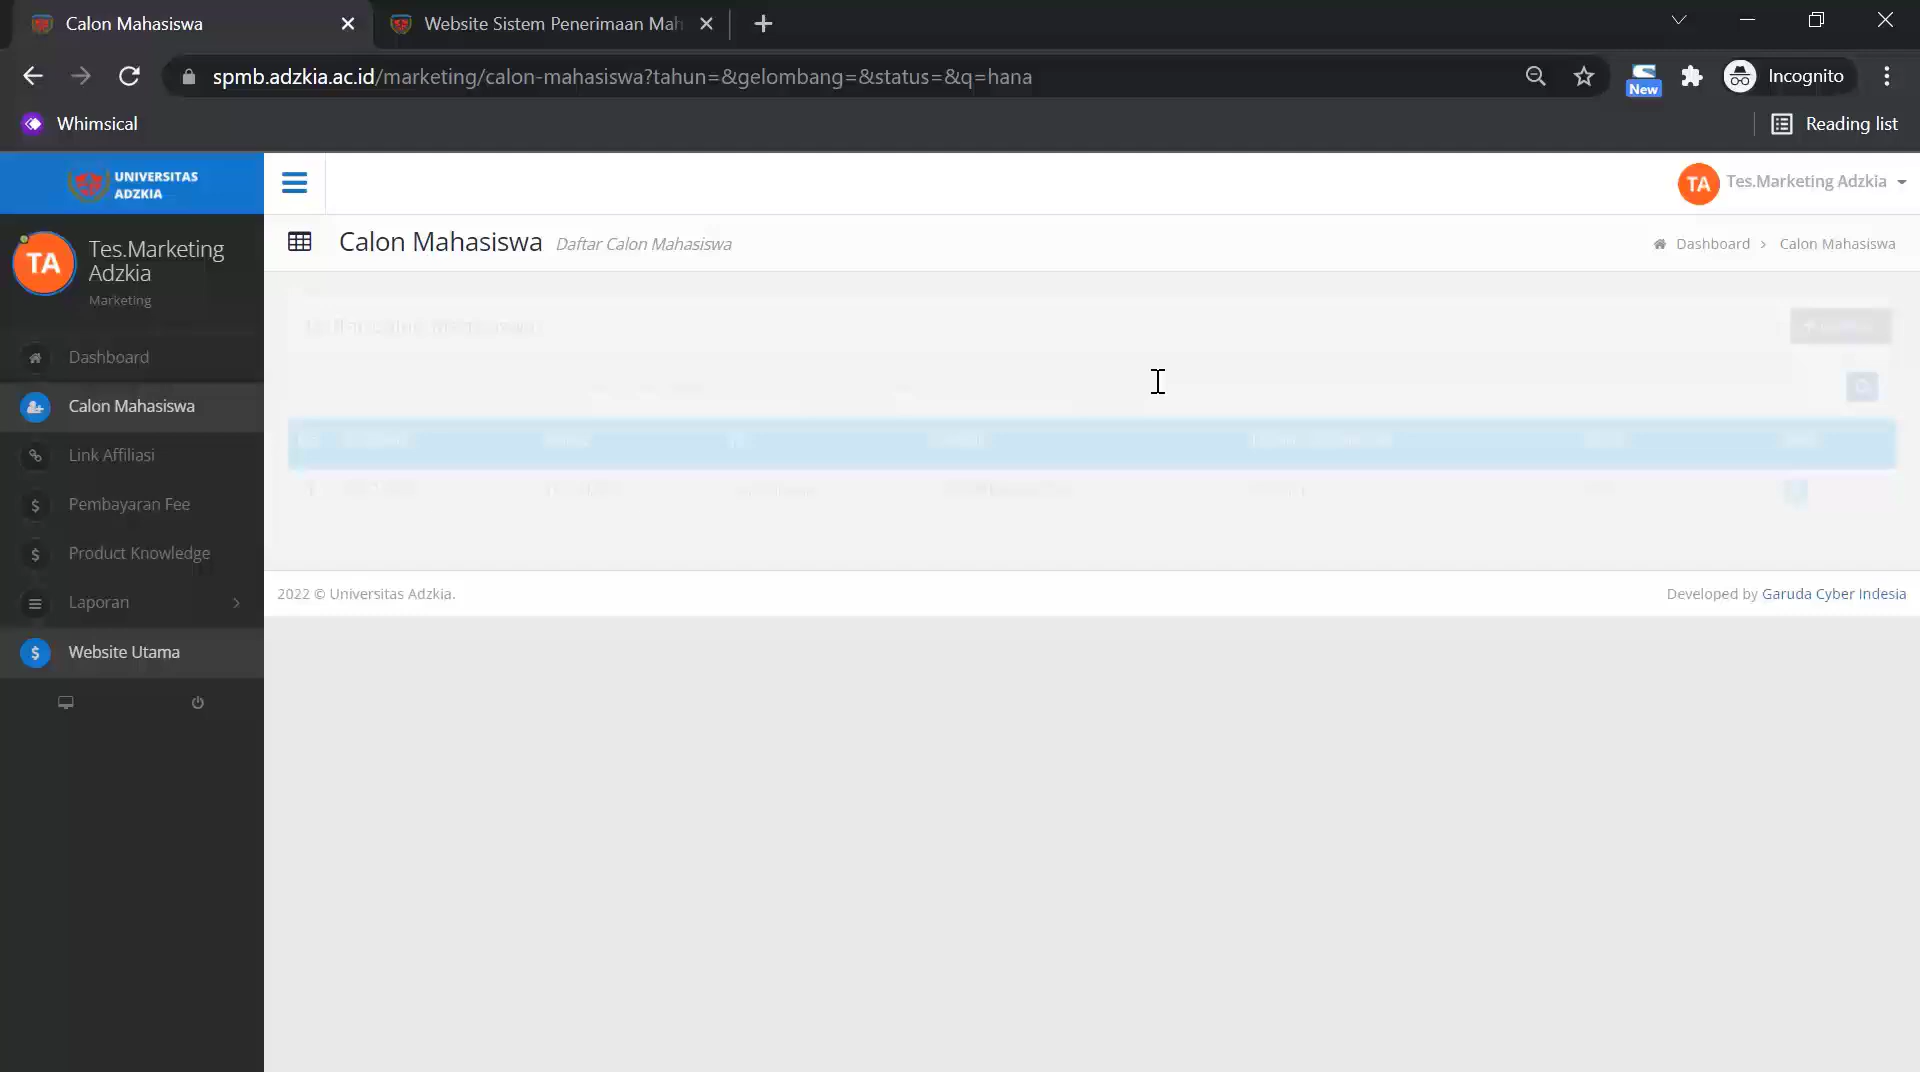 Calon Mahasiswa
Website Sistem Penerimaan Mah
spmb.adzkia.ac.id/marketing/calon-mahasiswa?tahun=&gelombang=&status=&q=hana
New
Incognito
Whimsical
Reading list
UNIVERSITAS
ADZKIA
TA
Tes.Marketing Adzkia
TA
Tes.Marketing
Adzkia
Marketing
Calon Mahasiswa
Daftar Calon Mahasiswa
Dashboard
Calon Mahasiswa
Dashboard
Calon Mahasiswa
Link Affiliasi
Pembayaran Fee
Product Knowledge
Laporan
Website Utama
2022 © Universitas Adzkia.
Developed by Garuda Cyber Indesia